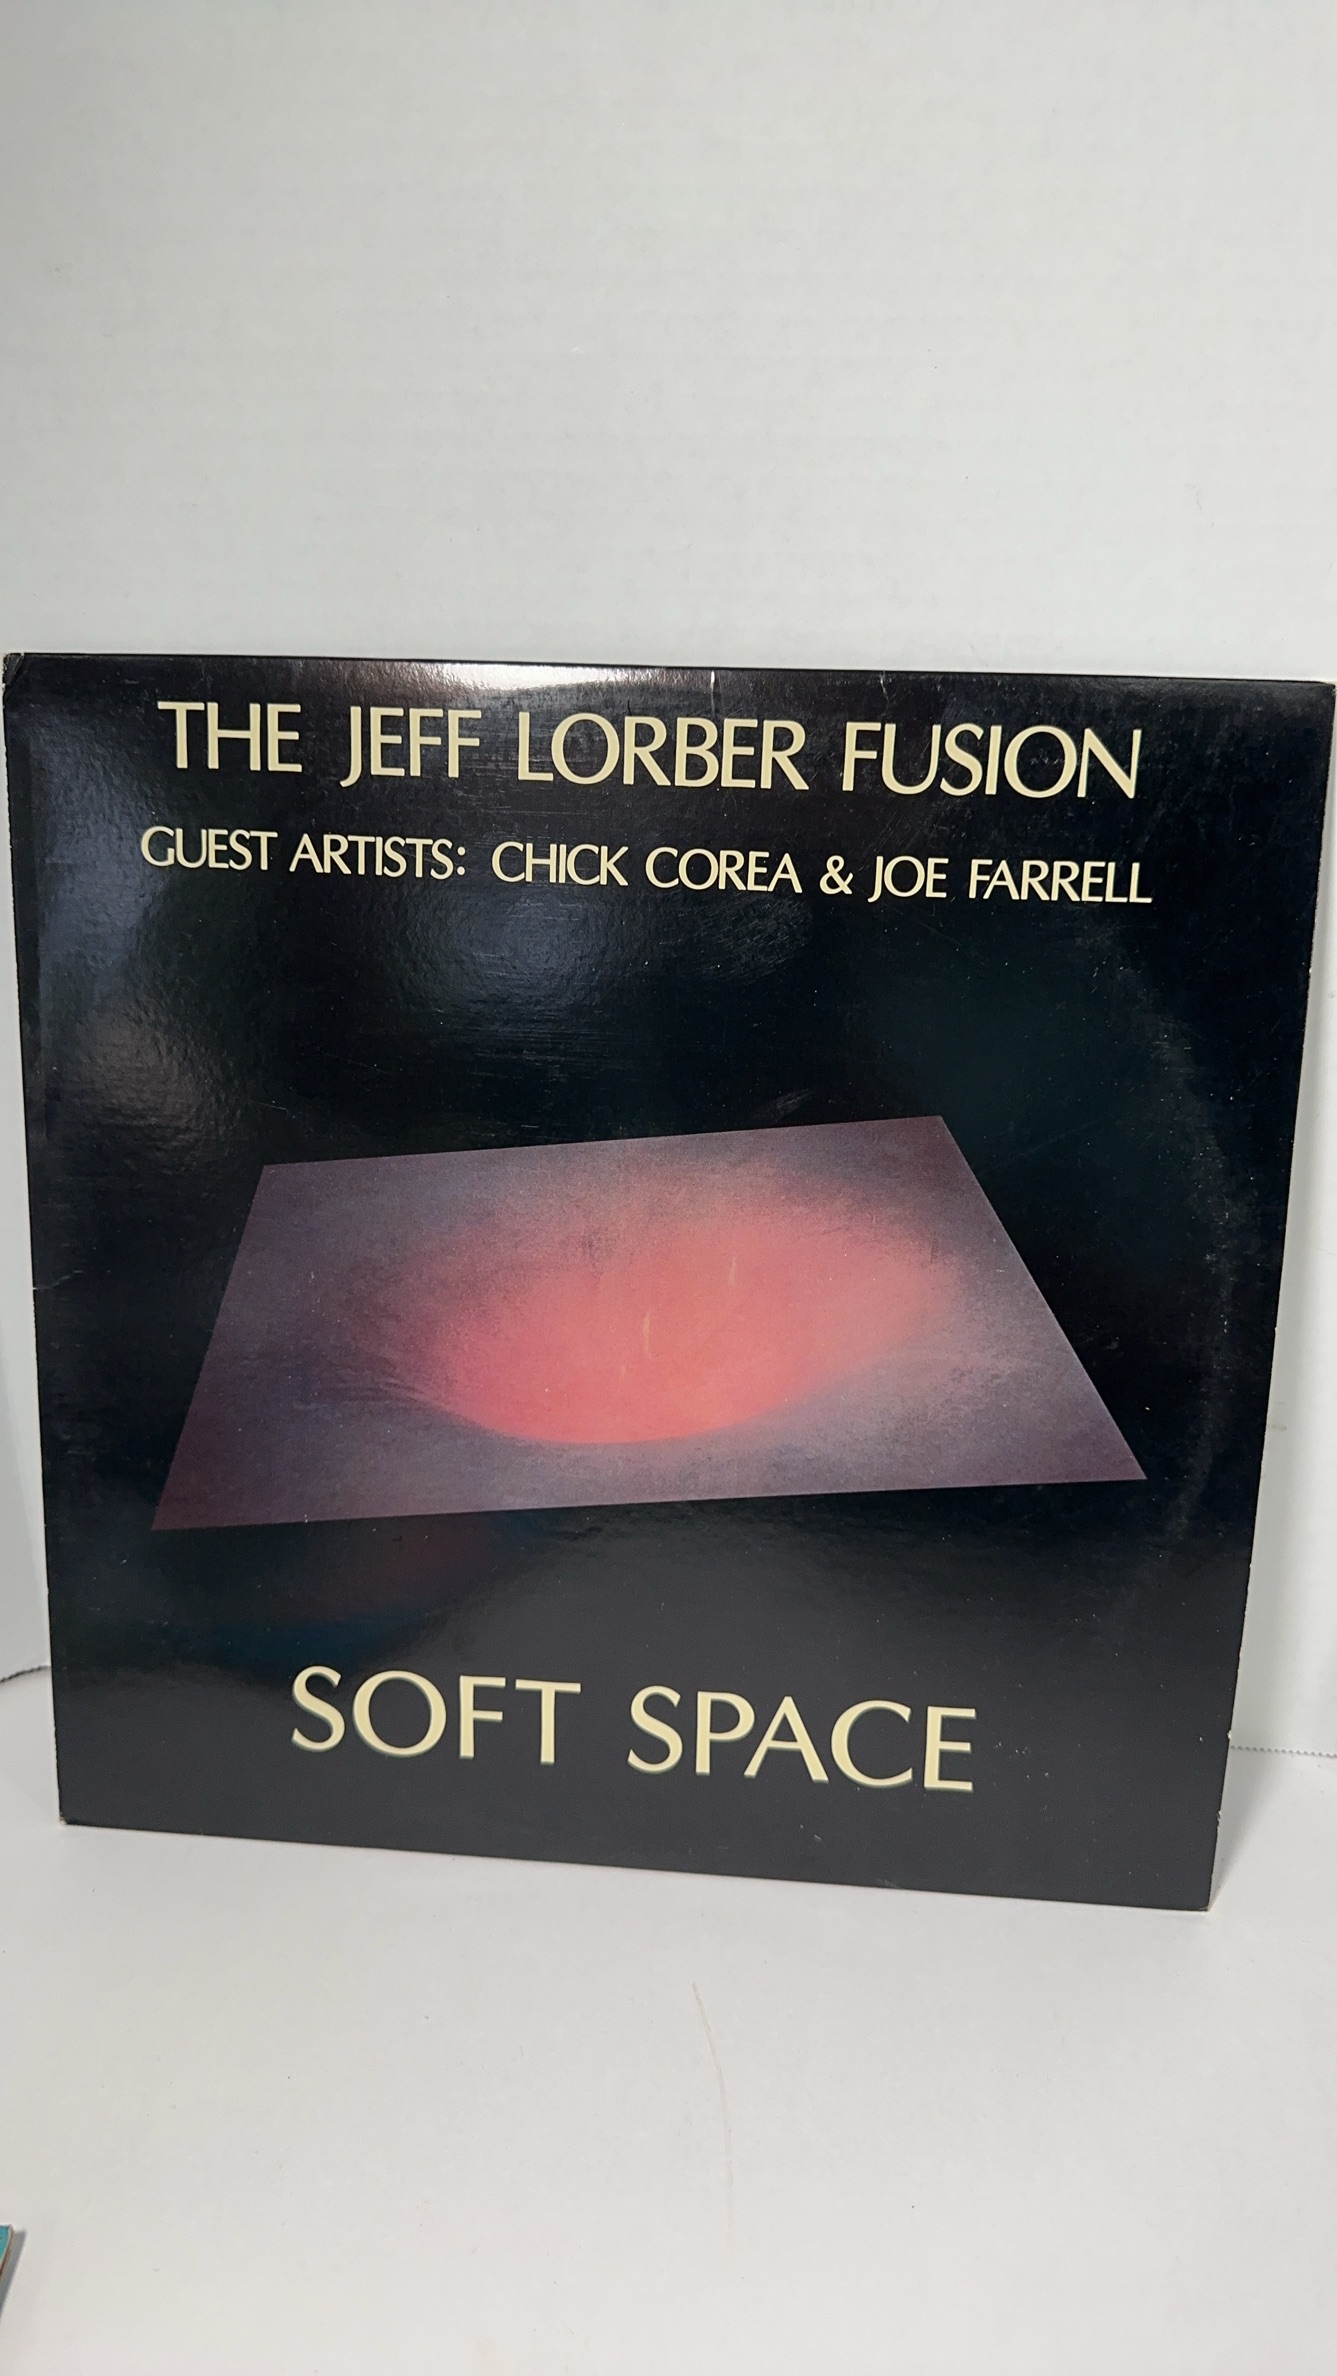 THE JEFF LORBER FUSION
GUEST ARTISTS: CHICK COREA & JOE FARRELL
SOFT SPACE